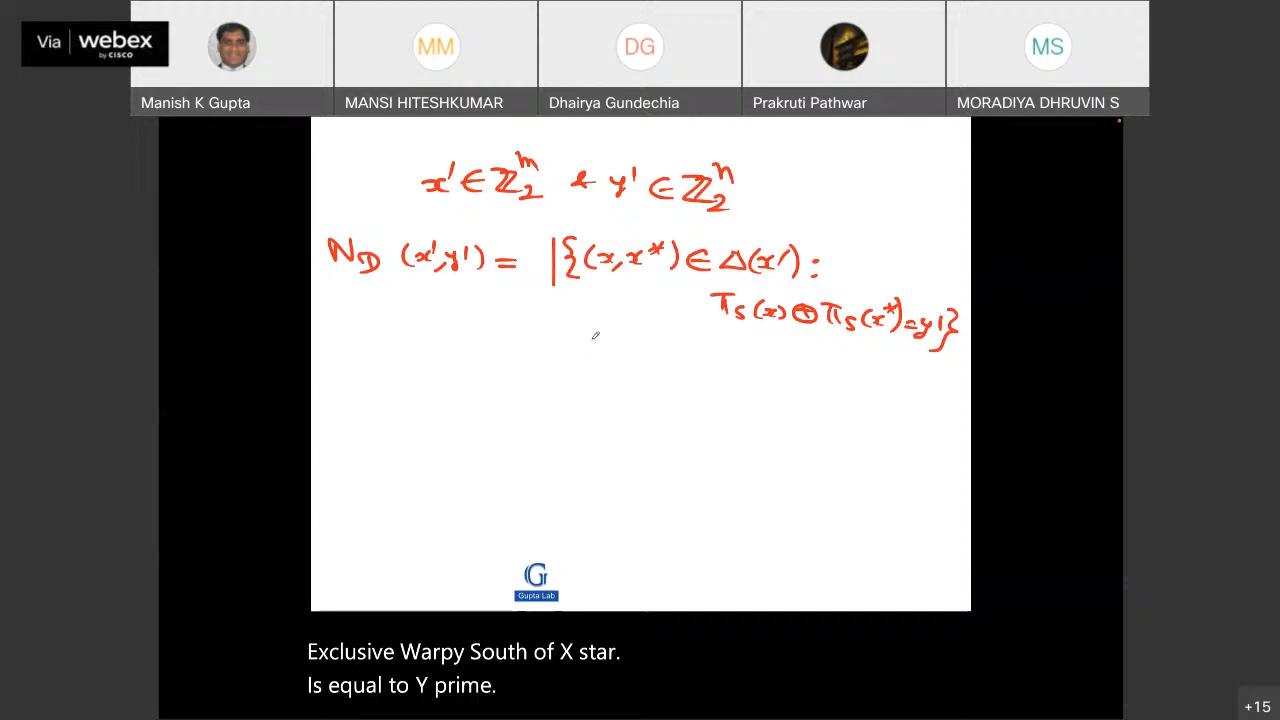 Via webex
by CISCO
MM
DG
MS
Manish K Gupta
MANSI HITESHKUMAR
Dhairya Gundechia
Prakruti Pathwar
MORADIYA DHRUVIN S
x' ∈ ℤ₂ᵐ & y' ∈ ℤ₂ⁿ
N_D (x', y') = |{(x, x*) ∈ Δ(x') :
π_S(x) ⊕ π_S(x*) = y'}
G
Gupta Lab
Exclusive Warpy South of X star.
Is equal to Y prime.
+15